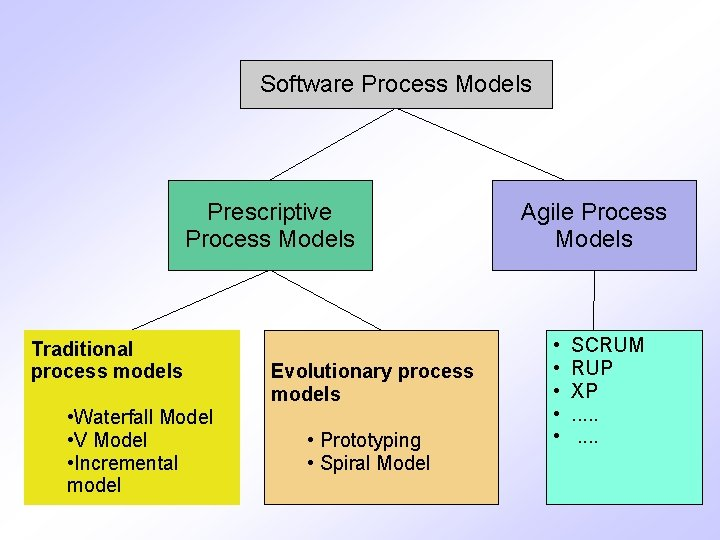 Software Process Models
Prescriptive
Process Models
Agile Process
Models
Traditional
process models
•Waterfall Model
•V Model
•Incremental
model
Evolutionary process
models
• Prototyping
• Spiral Model
• SCRUM
• RUP
• XP
• .....
• ....